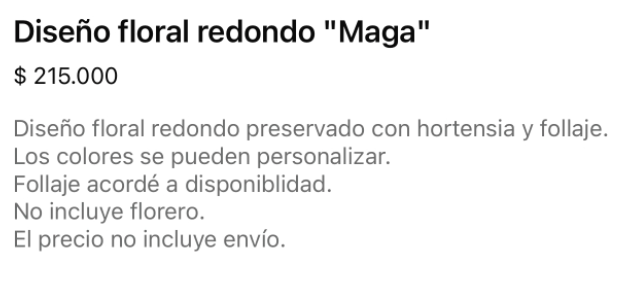 Diseño floral redondo "Maga"
$ 215.000
Diseño floral redondo preservado con hortensia y follaje.
Los colores se pueden personalizar.
Follaje acordé a disponiblidad.
No incluye florero.
El precio no incluye envío.